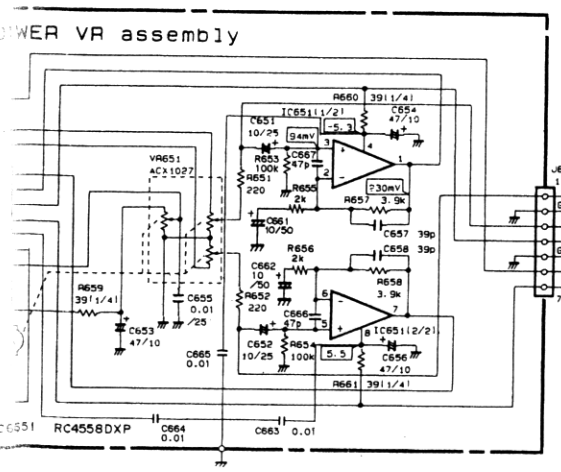 WER VR assembly
R660 39(1/4)
IC651(1/2)
C654
47/10
-5.3
C651
10/25
94mV
3
4
1
2
C667
47p
R653
100k
VR651
ACX1027
R651
220
R655
2k
?30mV
R657 3.9k
C661
10/50
C657 39p
C658 39p
R656
2k
C662
10
/50
R658
3.9k
R659
39(1/4)
C655
0.01
/25
R652
220
6
7
5
8
C666
47p
IC651(2/2)
C653
47/10
C652
10/25
R654
100k
5.5
C656
47/10
C665
0.01
R661 39(1/4)
RC4558DXP
C664
0.01
C663 0.01
J6
1
7